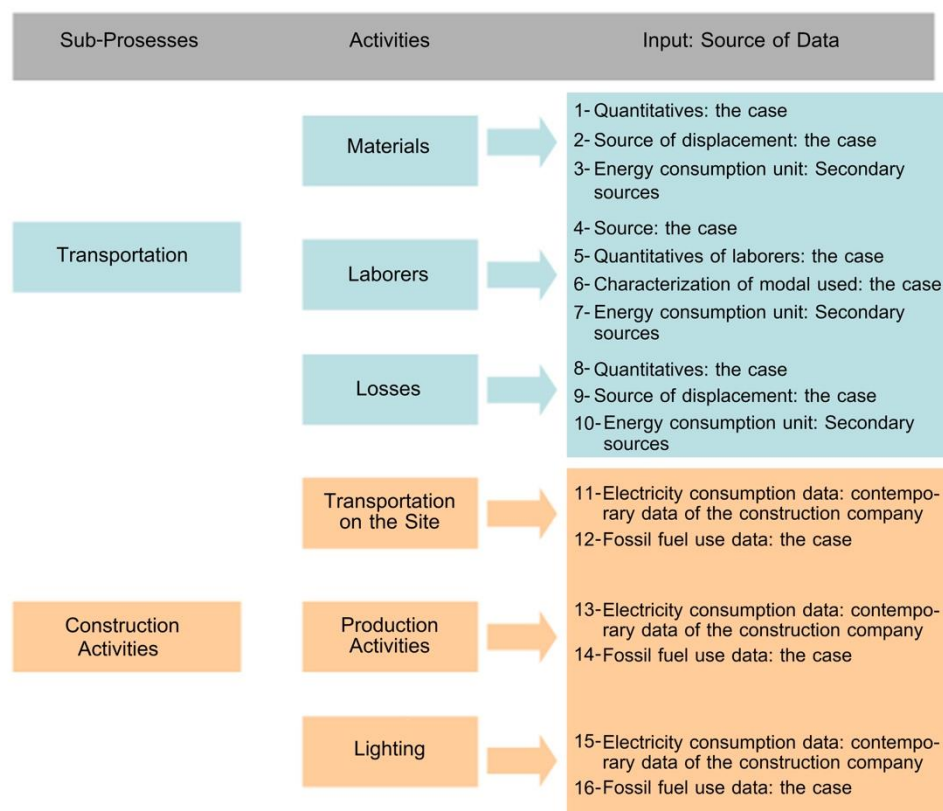 Sub-Prosesses
Activities
Input: Source of Data
Transportation
Materials
1- Quantitatives: the case
2- Source of displacement: the case
3- Energy consumption unit: Secondary
sources
Laborers
4- Source: the case
5- Quantitatives of laborers: the case
6- Characterization of modal used: the case
7- Energy consumption unit: Secondary
sources
Losses
8- Quantitatives: the case
9- Source of displacement: the case
10- Energy consumption unit: Secondary
sources
Construction
Activities
Transportation
on the Site
11-Electricity consumption data: contempo-
rary data of the construction company
12-Fossil fuel use data: the case
Production
Activities
13-Electricity consumption data: contempo-
rary data of the construction company
14-Fossil fuel use data: the case
Lighting
15-Electricity consumption data: contempo-
rary data of the construction company
16-Fossil fuel use data: the case